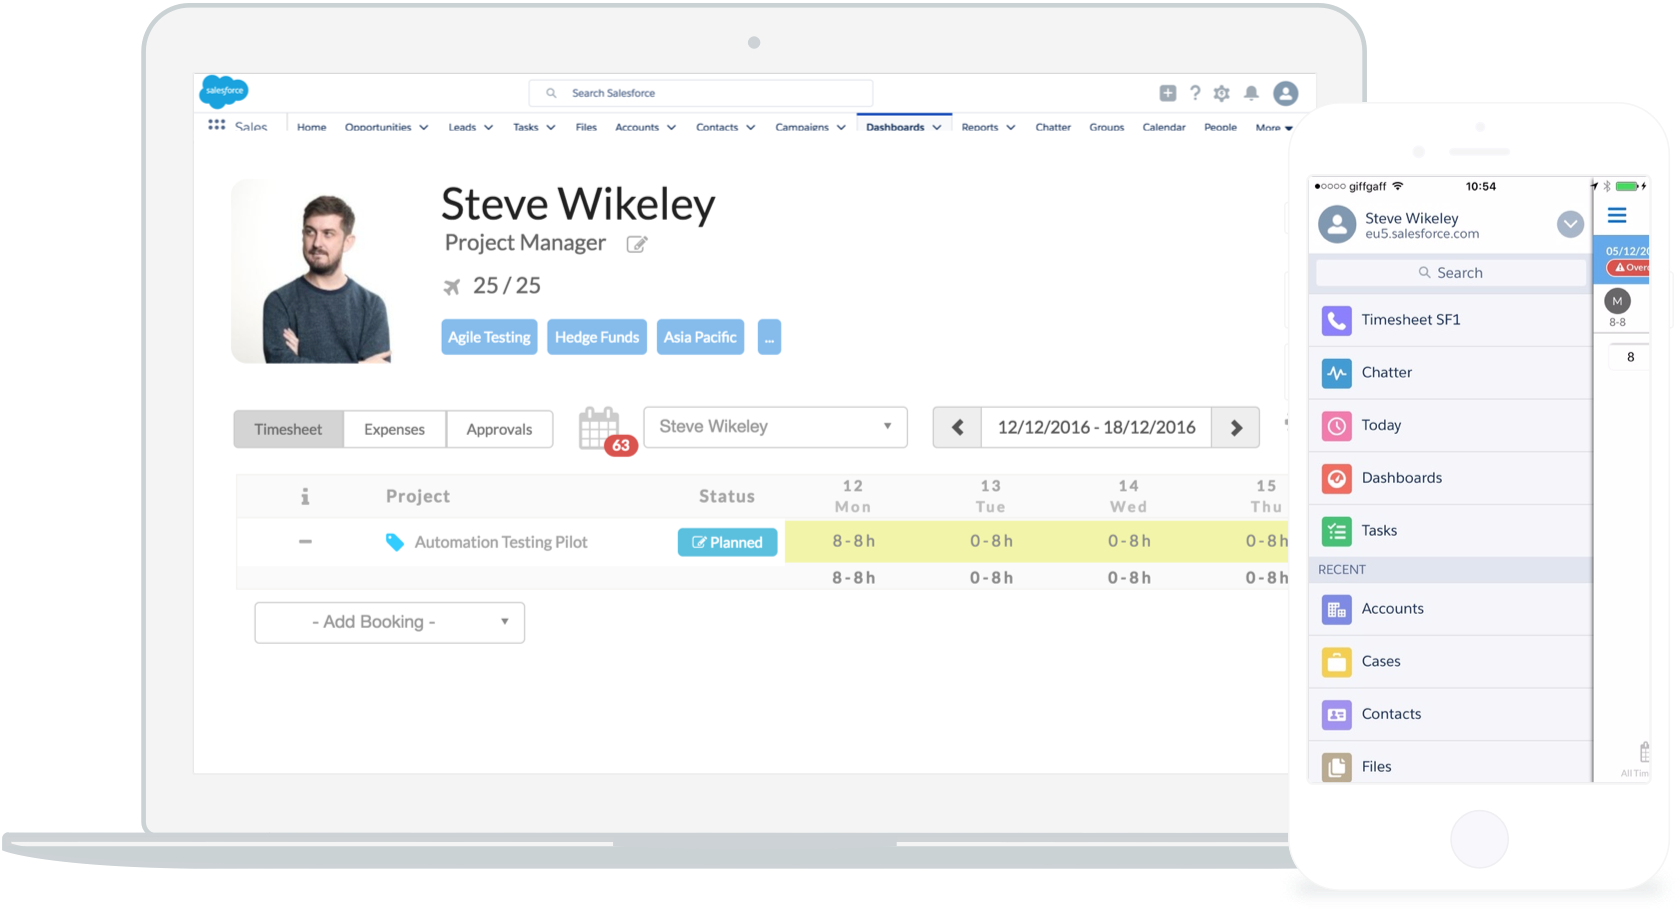 salesforce
Search Salesforce
Sales Home Opportunities Leads Tasks Files Accounts Contacts Campaigns Dashboards Reports Chatter Groups Calendar People More
Steve Wikeley
Project Manager
25 / 25
Agile Testing Hedge Funds Asia Pacific ...
Timesheet Expenses Approvals 63 Steve Wikeley 12/12/2016 - 18/12/2016
Project Status 12 13 14 15
Mon Tue Wed Thu
Automation Testing Pilot Planned 8-8h 0-8h 0-8h 0-8h
8-8h 0-8h 0-8h 0-8h
- Add Booking -
giffgaff 10:54
Steve Wikeley
eu5.salesforce.com
Search
Timesheet SF1
Chatter
Today
Dashboards
Tasks
RECENT
Accounts
Cases
Contacts
Files
05/12/20
Over
M
8-8
8
All Tim